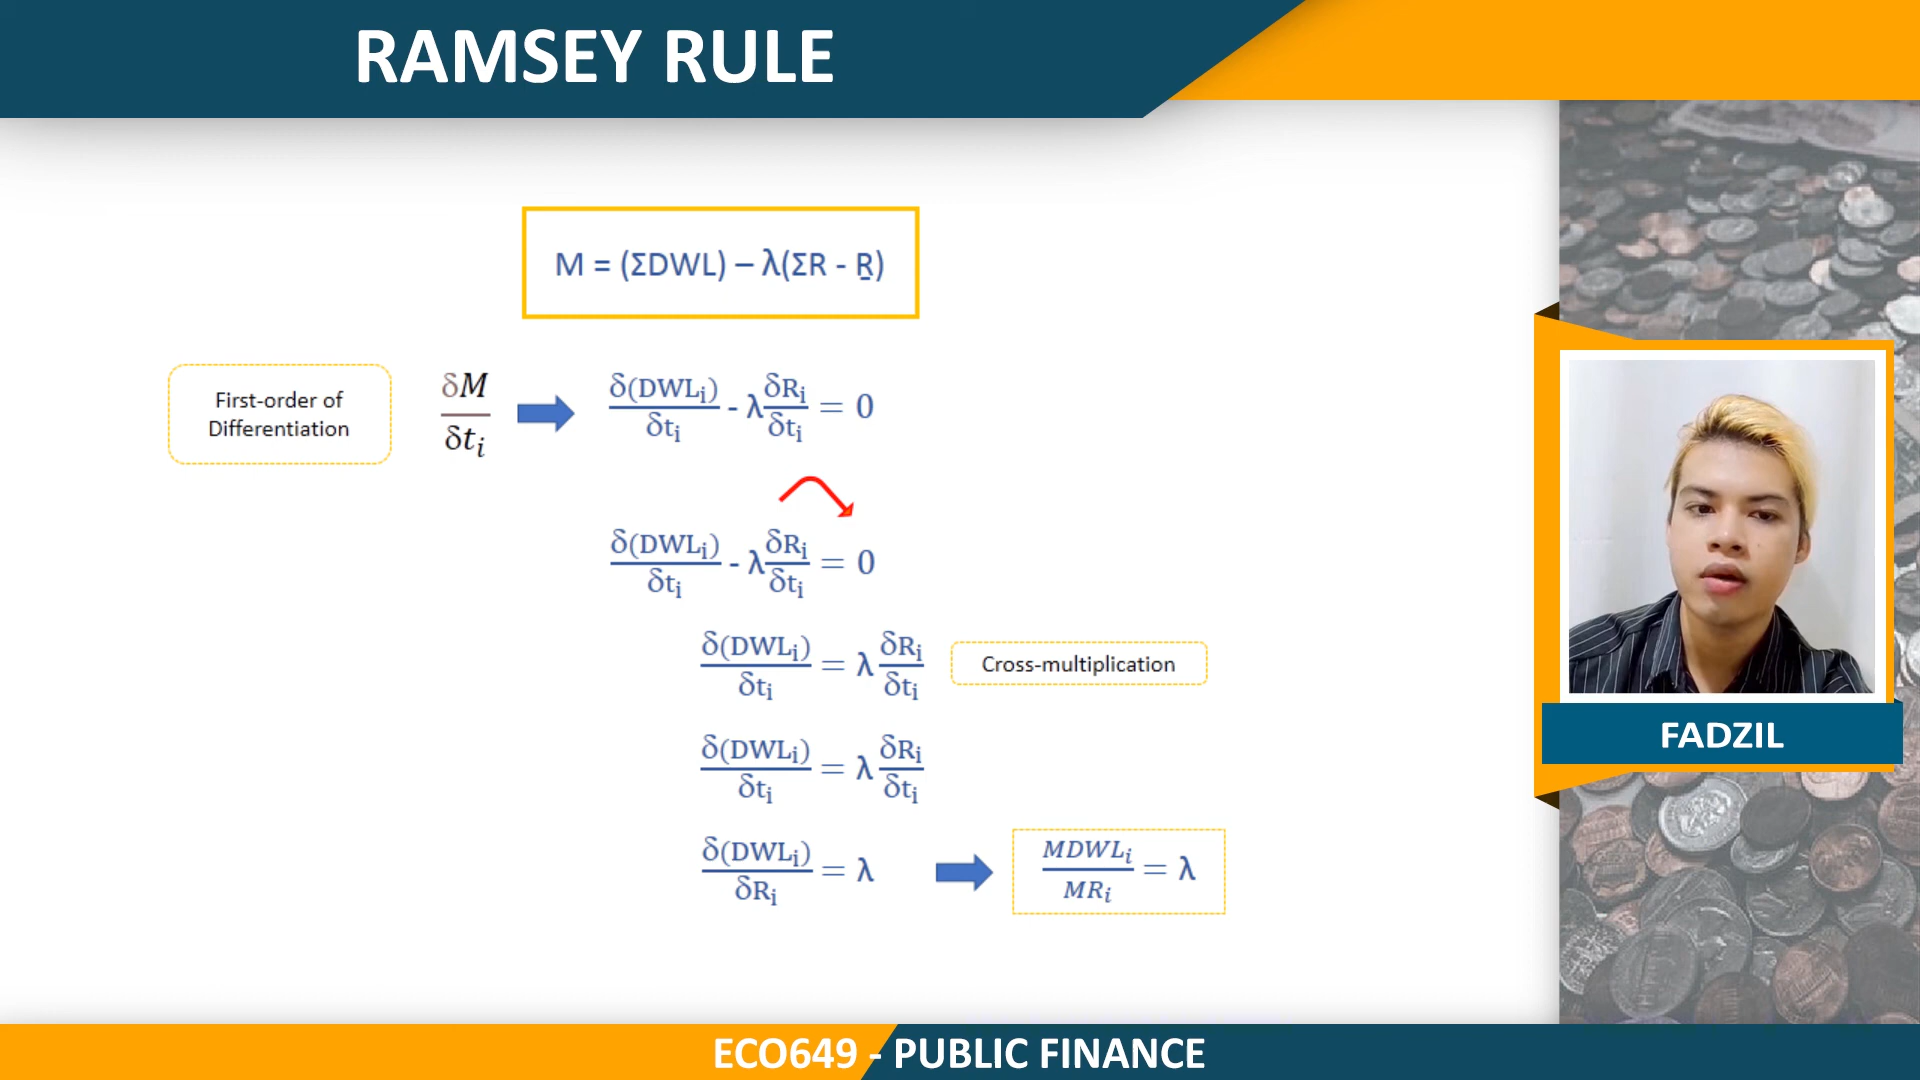 RAMSEY RULE
M = (ΣDWL) – λ(ΣR - R̲)
First-order of
Differentiation
δM/δtᵢ
δ(DWLᵢ)/δtᵢ - λ δRᵢ/δtᵢ = 0
δ(DWLᵢ)/δtᵢ - λ δRᵢ/δtᵢ = 0
δ(DWLᵢ)/δtᵢ = λ δRᵢ/δtᵢ
Cross-multiplication
δ(DWLᵢ)/δtᵢ = λ δRᵢ/δtᵢ
δ(DWLᵢ)/δRᵢ = λ
MDWLᵢ/MRᵢ = λ
FADZIL
ECO649 - PUBLIC FINANCE